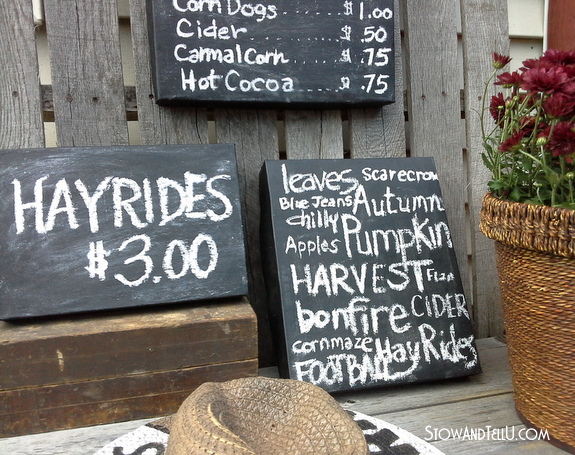 Corn Dogs ..... $ 1.00
Cider ............ $ .50
Carmal Corn ..... $ .75
Hot Cocoa ....... $ .75
HAYRIDES
$3.00
leaves Scarecrow
Blue Jeans Autumn
chilly
Apples Pumpkin
HARVEST
bonfire CIDER
cornmaze HayRides
FOOTBALL
STOWANDTELLU.COM